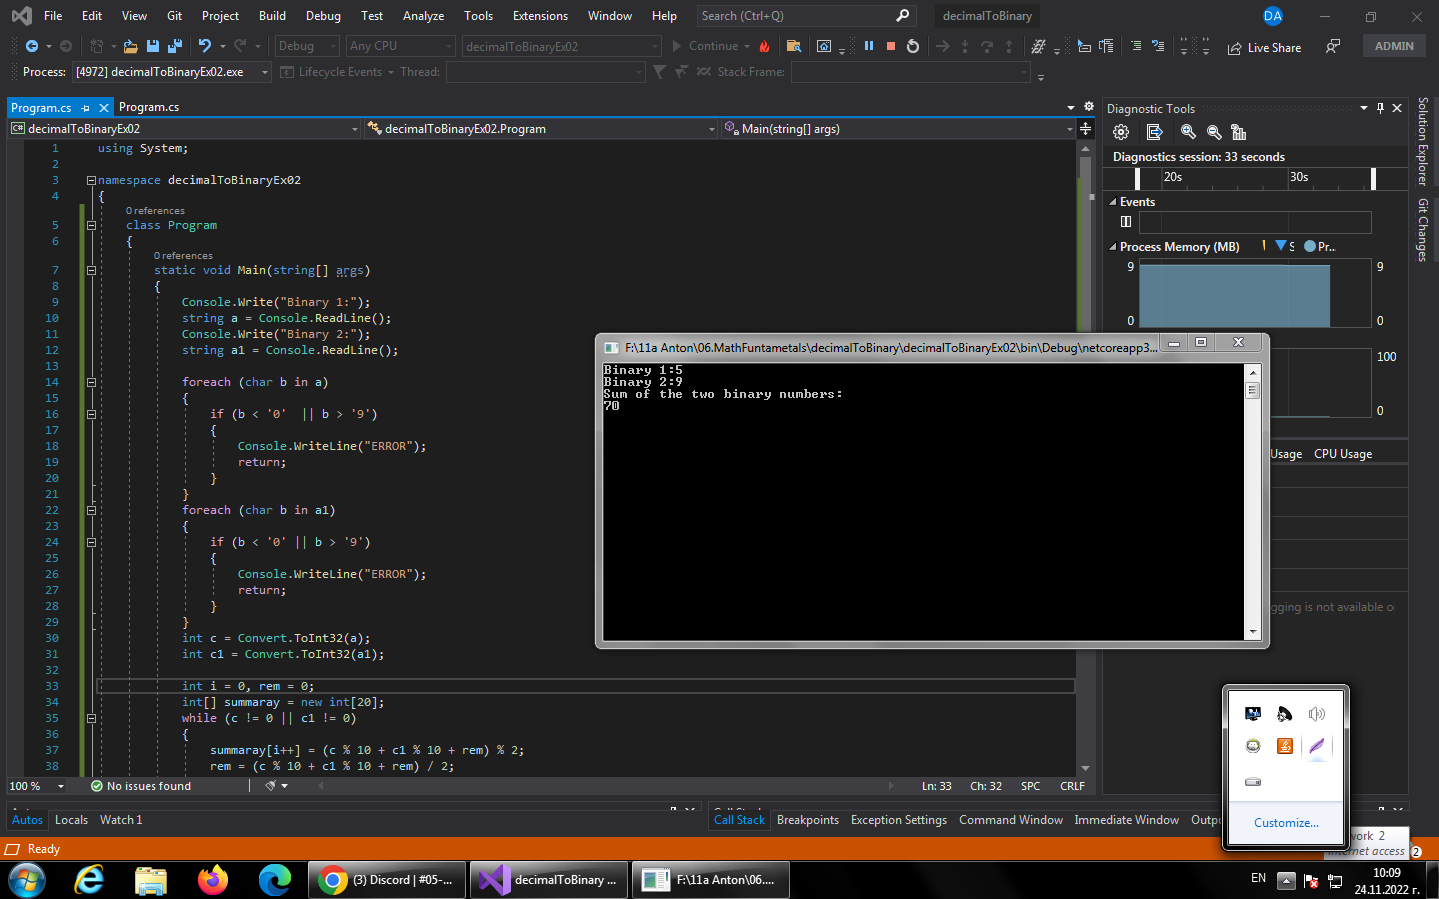 File Edit View Git Project Build Debug Test Analyze Tools Extensions Window Help Search (Ctrl+Q) decimalToBinary DA
Debug Any CPU decimalToBinaryEx02 Continue Live Share ADMIN
Process: [4972] decimalToBinaryEx02.exe Lifecycle Events Thread: Stack Frame:
Program.cs Program.cs
decimalToBinaryEx02 decimalToBinaryEx02.Program Main(string[] args)
1 using System;
2
3 namespace decimalToBinaryEx02
4 {
0 references
5 class Program
6 {
0 references
7 static void Main(string[] args)
8 {
9 Console.Write("Binary 1:");
10 string a = Console.ReadLine();
11 Console.Write("Binary 2:");
12 string a1 = Console.ReadLine();
13
14 foreach (char b in a)
15 {
16 if (b < '0'  || b > '9')
17 {
18 Console.WriteLine("ERROR");
19 return;
20 }
21 }
22 foreach (char b in a1)
23 {
24 if (b < '0' || b > '9')
25 {
26 Console.WriteLine("ERROR");
27 return;
28 }
29 }
30 int c = Convert.ToInt32(a);
31 int c1 = Convert.ToInt32(a1);
32
33 int i = 0, rem = 0;
34 int[] summaray = new int[20];
35 while (c != 0 || c1 != 0)
36 {
37 summaray[i++] = (c % 10 + c1 % 10 + rem) % 2;
38 rem = (c % 10 + c1 % 10 + rem) / 2;
100 % No issues found Ln: 33 Ch: 32 SPC CRLF
Diagnostic Tools
Diagnostics session: 33 seconds
20s 30s
Events
Process Memory (MB) S Pr..
9 9
0 0
100
0
Usage CPU Usage
gging is not available o
Solution Explorer
Git Changes
F:\11a Anton\06.MathFuntametals\decimalToBinary\decimalToBinaryEx02\bin\Debug\netcoreapp3...
Binary 1:5
Binary 2:9
Sum of the two binary numbers:
70
Customize...
Autos Locals Watch 1
Call Stack Breakpoints Exception Settings Command Window Immediate Window Outpu
work 2
Internet access
2
Ready
(3) Discord | #05-... decimalToBinary ... F:\11a Anton\06....
EN 10:09
24.11.2022 г.